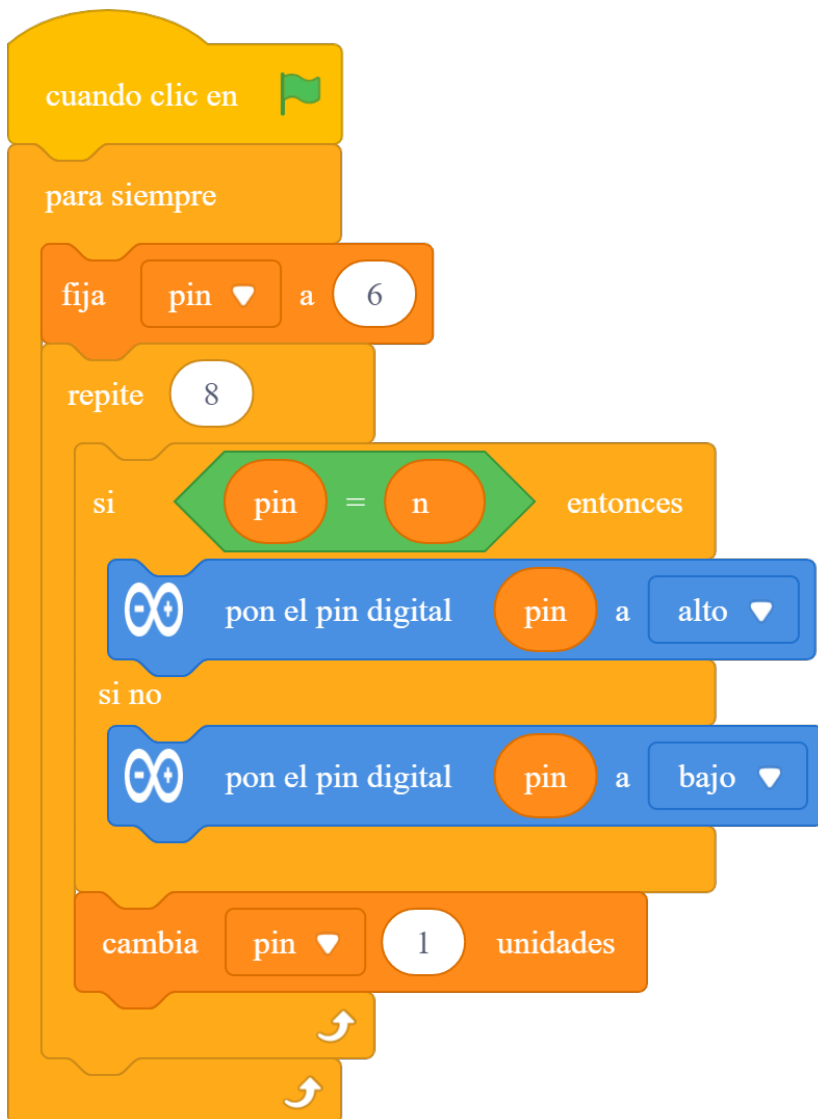 cuando clic en
para siempre
fija pin a 6
repite 8
si pin = n entonces
pon el pin digital pin a alto
si no
pon el pin digital pin a bajo
cambia pin 1 unidades